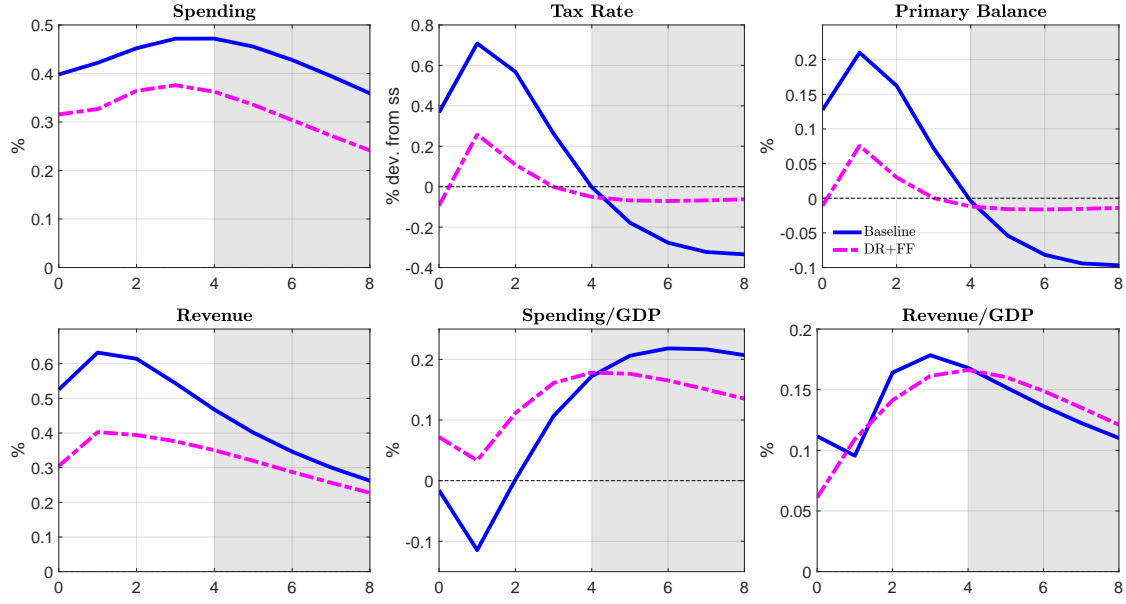 Spending
%
0.5
0.4
0.3
0.2
0.1
0
0 2 4 6 8
Tax Rate
% dev. from ss
0.8
0.6
0.4
0.2
0
-0.2
-0.4
0 2 4 6 8
Primary Balance
%
0.2
0.15
0.1
0.05
0
-0.05
-0.1
Baseline
DR+FF
0 2 4 6 8
Revenue
%
0.6
0.5
0.4
0.3
0.2
0.1
0
0 2 4 6 8
Spending/GDP
%
0.2
0.1
0
-0.1
0 2 4 6 8
Revenue/GDP
%
0.2
0.15
0.1
0.05
0
0 2 4 6 8